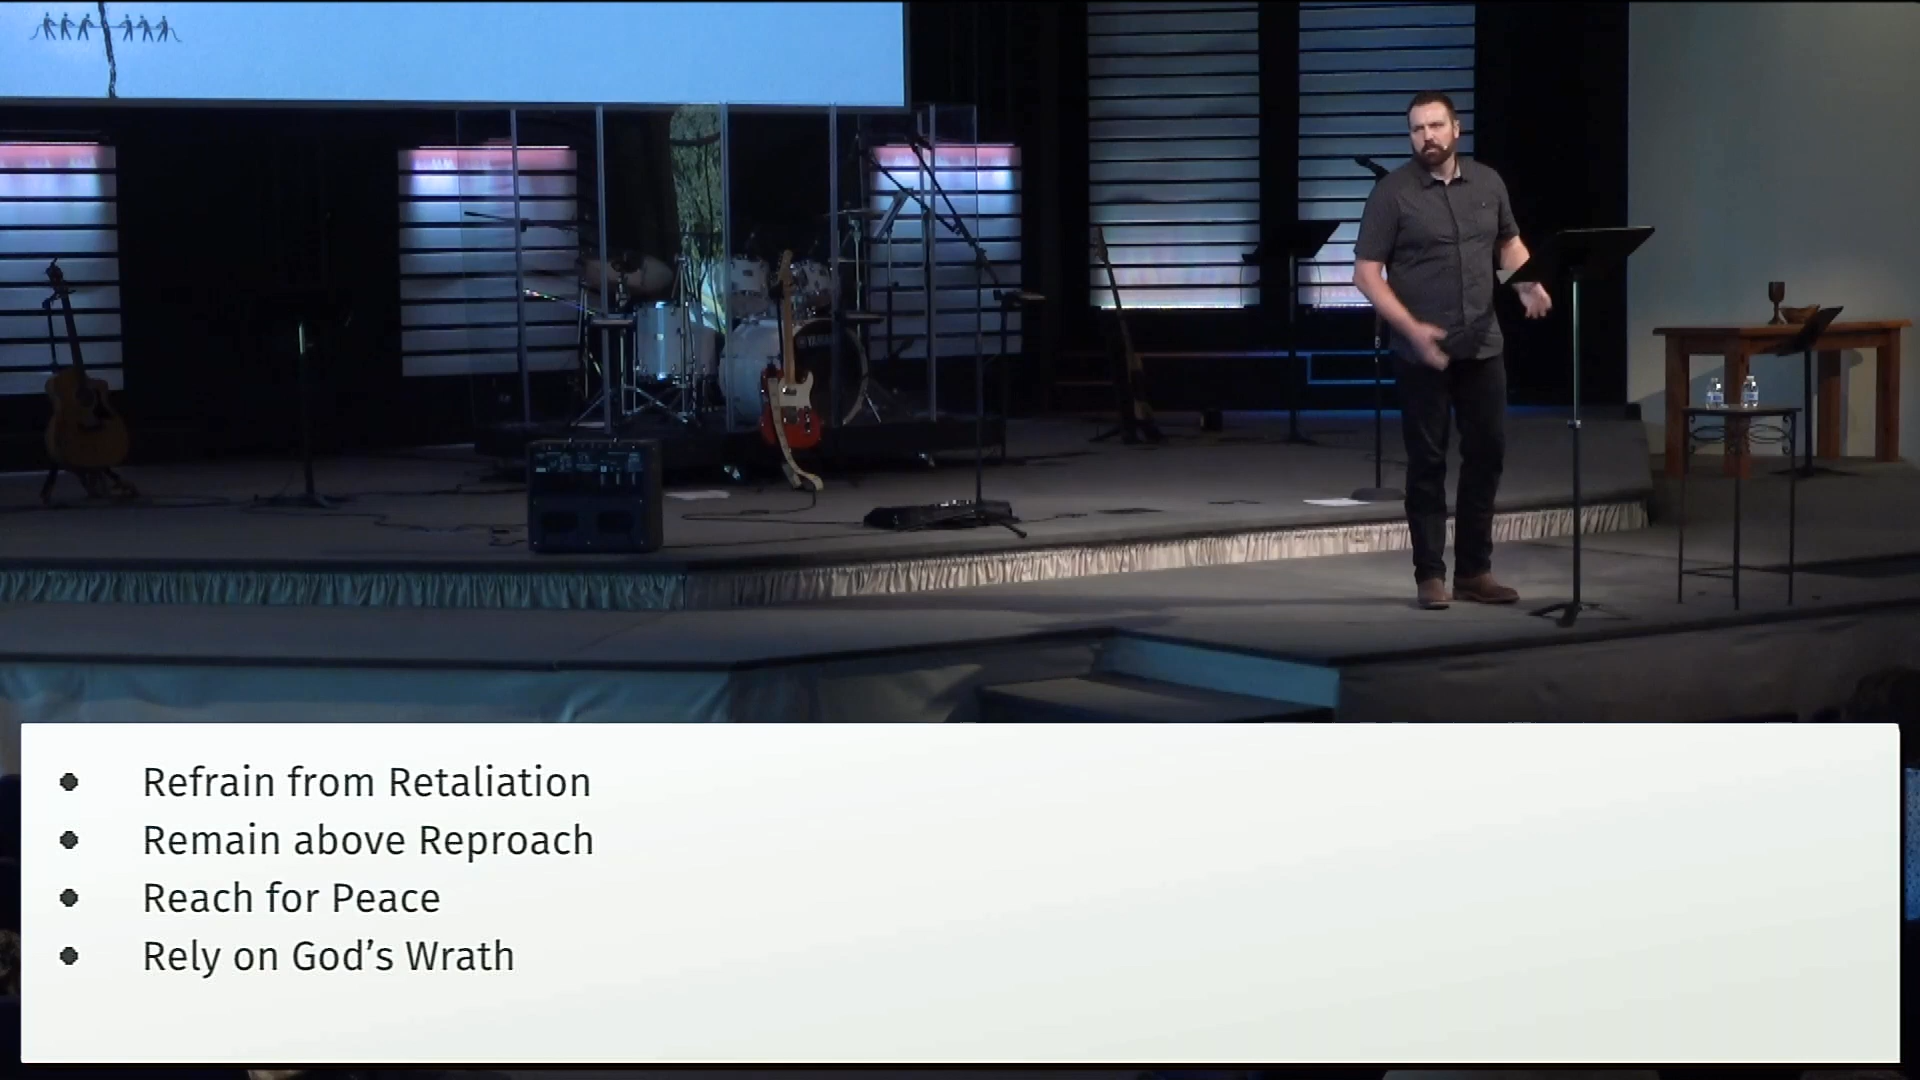 • Refrain from Retaliation
• Remain above Reproach
• Reach for Peace
• Rely on God’s Wrath